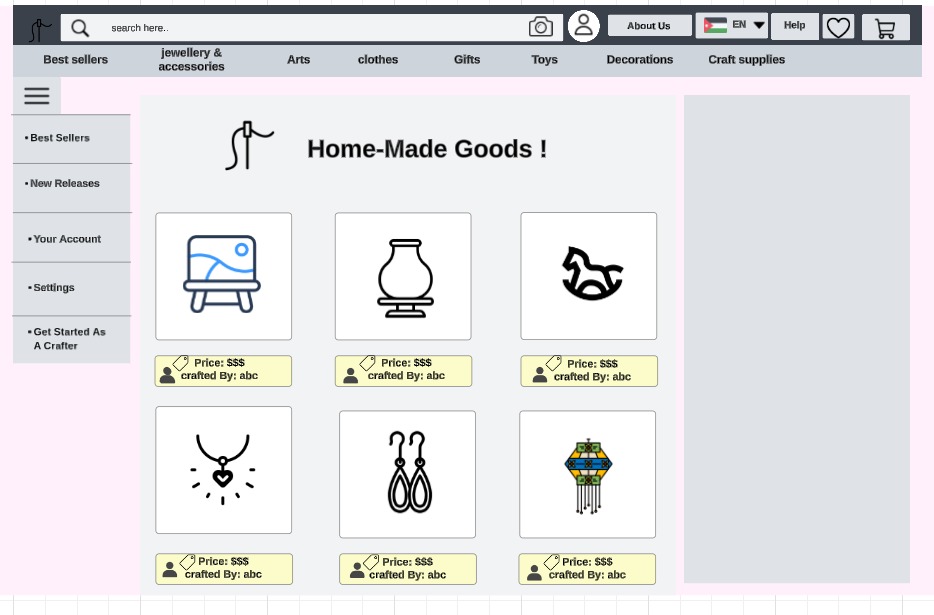 search here..
About Us
EN
Help
Best sellers
jewellery &
accessories
Arts
clothes
Gifts
Toys
Decorations
Craft supplies
Best Sellers
New Releases
Your Account
Settings
Get Started As
A Crafter
Home-Made Goods !
Price: $$$
crafted By: abc
Price: $$$
crafted By: abc
Price: $$$
crafted By: abc
Price: $$$
crafted By: abc
Price: $$$
crafted By: abc
Price: $$$
crafted By: abc